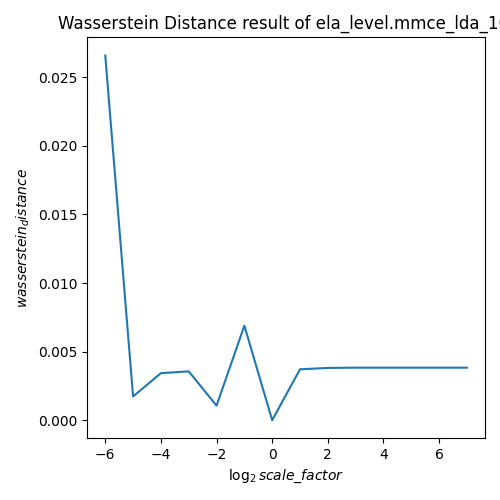 Wasserstein Distance result of ela_level.mmce_lda_1
0.025
0.020
0.015
0.010
0.005
0.000
wasserstein_distance
−6 −4 −2 0 2 4 6
log₂ scale_factor